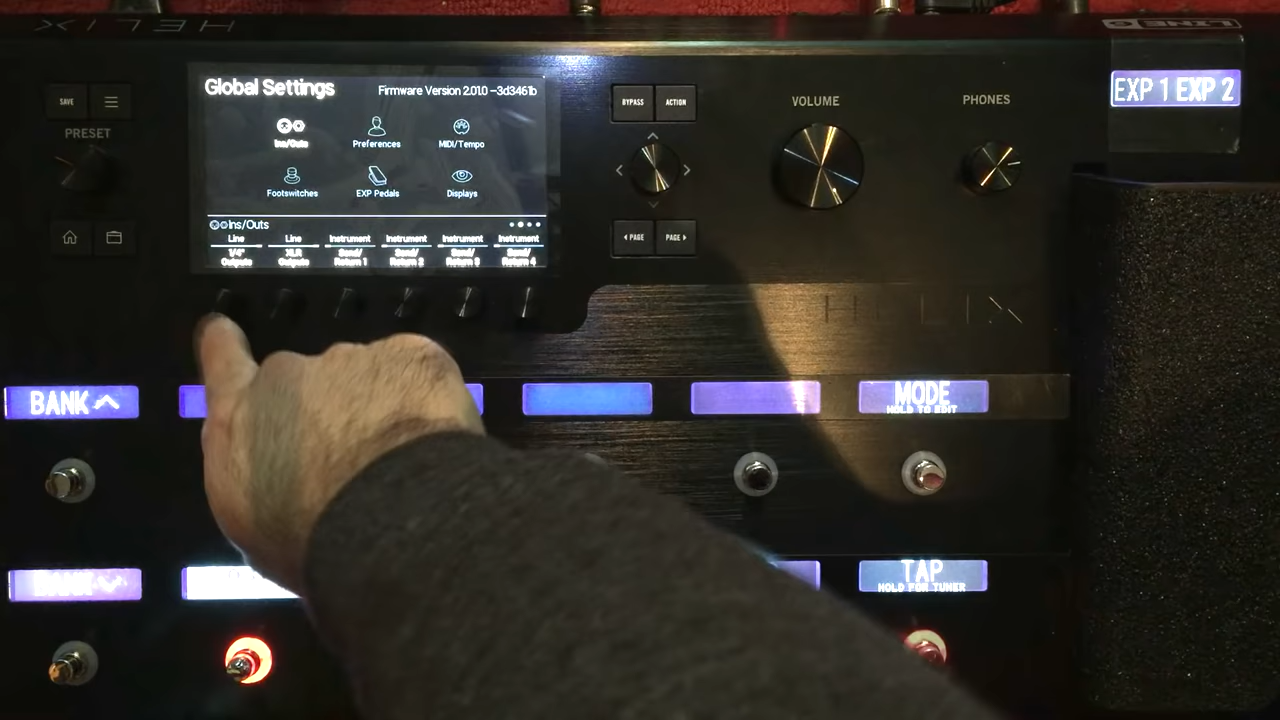 HELIX
LINE 6
SAVE
PRESET
Global Settings
Firmware Version 2.01.0 -3d3461b
Ins/Outs
Preferences
MIDI/Tempo
Footswitches
EXP Pedals
Displays
Ins/Outs
Line
Line
Instrument
Instrument
Instrument
Instrument
1/4"
Outputs
XLR
Outputs
Send/
Return 1
Send/
Return 2
Send/
Return 3
Send/
Return 4
BYPASS
ACTION
PAGE
PAGE
VOLUME
PHONES
EXP 1 EXP 2
HELIX
BANK
MODE
HOLD TO EDIT
BANK
TAP
HOLD FOR TUNER